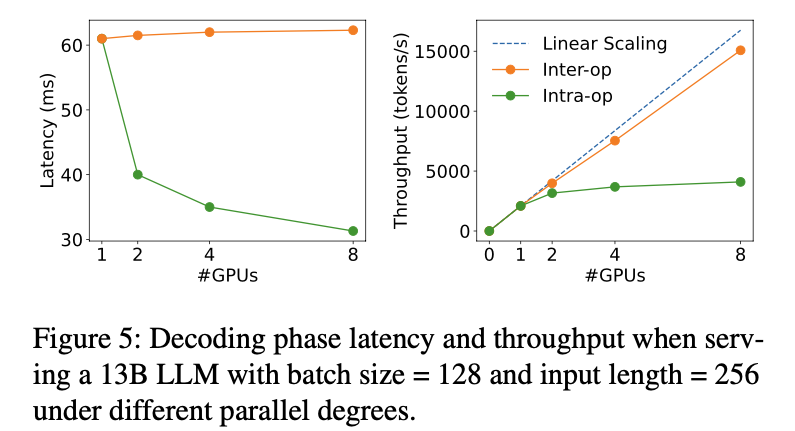 Latency (ms)
60
50
40
30
1 2 4 8
#GPUs
Throughput (tokens/s)
15000
10000
5000
0
Linear Scaling
Inter-op
Intra-op
0 1 2 4 8
#GPUs
Figure 5: Decoding phase latency and throughput when serv-
ing a 13B LLM with batch size = 128 and input length = 256
under different parallel degrees.